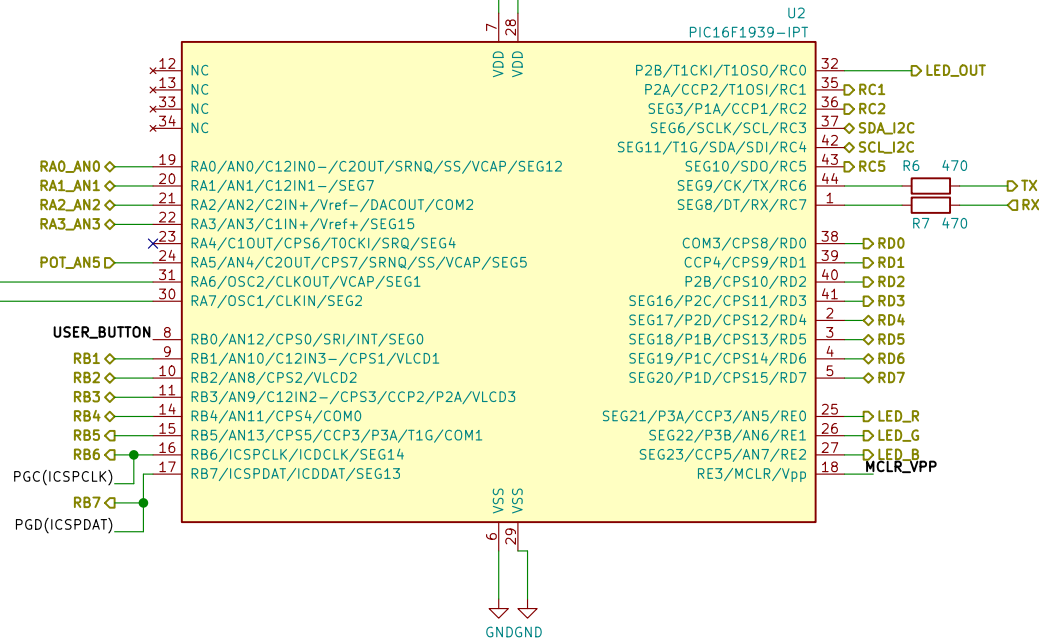 U2
PIC16F1939-IPT
7 28
VDD VDD
12 NC
13 NC
33 NC
34 NC
RA0_AN0 19 RA0/AN0/C12IN0-/C2OUT/SRNQ/SS/VCAP/SEG12
RA1_AN1 20 RA1/AN1/C12IN1-/SEG7
RA2_AN2 21 RA2/AN2/C2IN+/Vref-/DACOUT/COM2
RA3_AN3 22 RA3/AN3/C1IN+/Vref+/SEG15
23 RA4/C1OUT/CPS6/T0CKI/SRQ/SEG4
POT_AN5 24 RA5/AN4/C2OUT/CPS7/SRNQ/SS/VCAP/SEG5
31 RA6/OSC2/CLKOUT/VCAP/SEG1
30 RA7/OSC1/CLKIN/SEG2
USER_BUTTON 8 RB0/AN12/CPS0/SRI/INT/SEG0
RB1 9 RB1/AN10/C12IN3-/CPS1/VLCD1
RB2 10 RB2/AN8/CPS2/VLCD2
RB3 11 RB3/AN9/C12IN2-/CPS3/CCP2/P2A/VLCD3
RB4 14 RB4/AN11/CPS4/COM0
RB5 15 RB5/AN13/CPS5/CCP3/P3A/T1G/COM1
RB6 16 RB6/ICSPCLK/ICDCLK/SEG14
PGC(ICSPCLK) 17 RB7/ICSPDAT/ICDDAT/SEG13
RB7
PGD(ICSPDAT)
P2B/T1CKI/T1OSO/RC0 32 LED_OUT
P2A/CCP2/T1OSI/RC1 35 RC1
SEG3/P1A/CCP1/RC2 36 RC2
SEG6/SCLK/SCL/RC3 37 SDA_I2C
SEG11/T1G/SDA/SDI/RC4 42 SCL_I2C
SEG10/SDO/RC5 43 RC5
R6 470
SEG9/CK/TX/RC6 44 TX
SEG8/DT/RX/RC7 1 RX
R7 470
COM3/CPS8/RD0 38 RD0
CCP4/CPS9/RD1 39 RD1
P2B/CPS10/RD2 40 RD2
SEG16/P2C/CPS11/RD3 41 RD3
SEG17/P2D/CPS12/RD4 2 RD4
SEG18/P1B/CPS13/RD5 3 RD5
SEG19/P1C/CPS14/RD6 4 RD6
SEG20/P1D/CPS15/RD7 5 RD7
SEG21/P3A/CCP3/AN5/RE0 25 LED_R
SEG22/P3B/AN6/RE1 26 LED_G
SEG23/CCP5/AN7/RE2 27 LED_B
RE3/MCLR/Vpp 18 MCLR_VPP
VSS VSS
6 29
GND GND